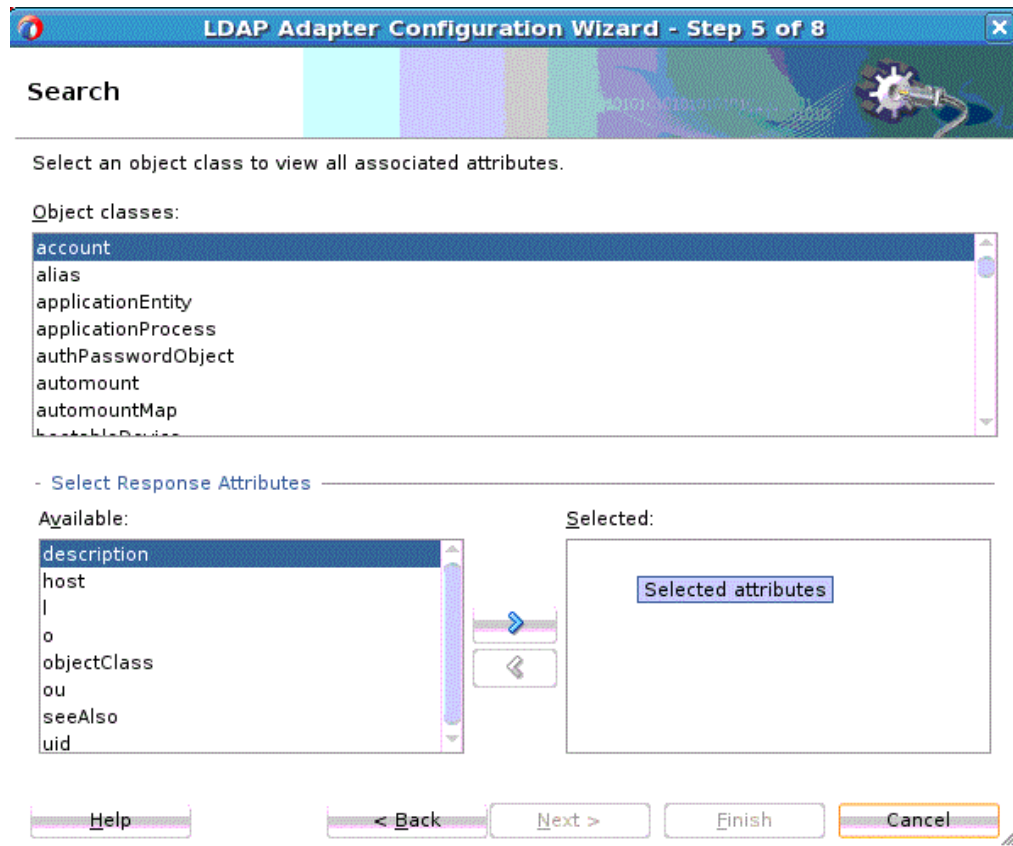 LDAP Adapter Configuration Wizard - Step 5 of 8
Search
Select an object class to view all associated attributes.
Object classes:
account
alias
applicationEntity
applicationProcess
authPasswordObject
automount
automountMap
Select Response Attributes
Available:
description
host
l
o
objectClass
ou
seeAlso
uid
Selected:
Selected attributes
Help
< Back
Next >
Finish
Cancel